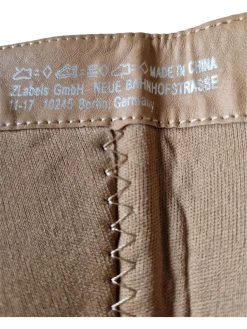 MADE IN CHINA
ZLabels GmbH - NEUE BAHNHOFSTRASSE
11-17 10245 Berlin, Germany